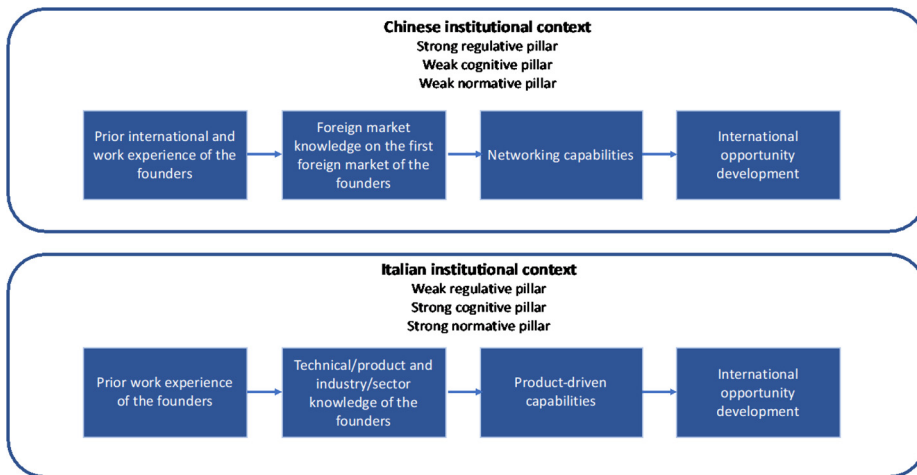 Chinese institutional context
Strong regulative pillar
Weak cognitive pillar
Weak normative pillar
Prior international and
work experience of the
founders
Foreign market
knowledge on the first
foreign market of the
founders
Networking capabilities
International
opportunity
development
Italian institutional context
Weak regulative pillar
Strong cognitive pillar
Strong normative pillar
Prior work experience
of the founders
Technical/product and
industry/sector
knowledge of the
founders
Product-driven
capabilities
International
opportunity
development